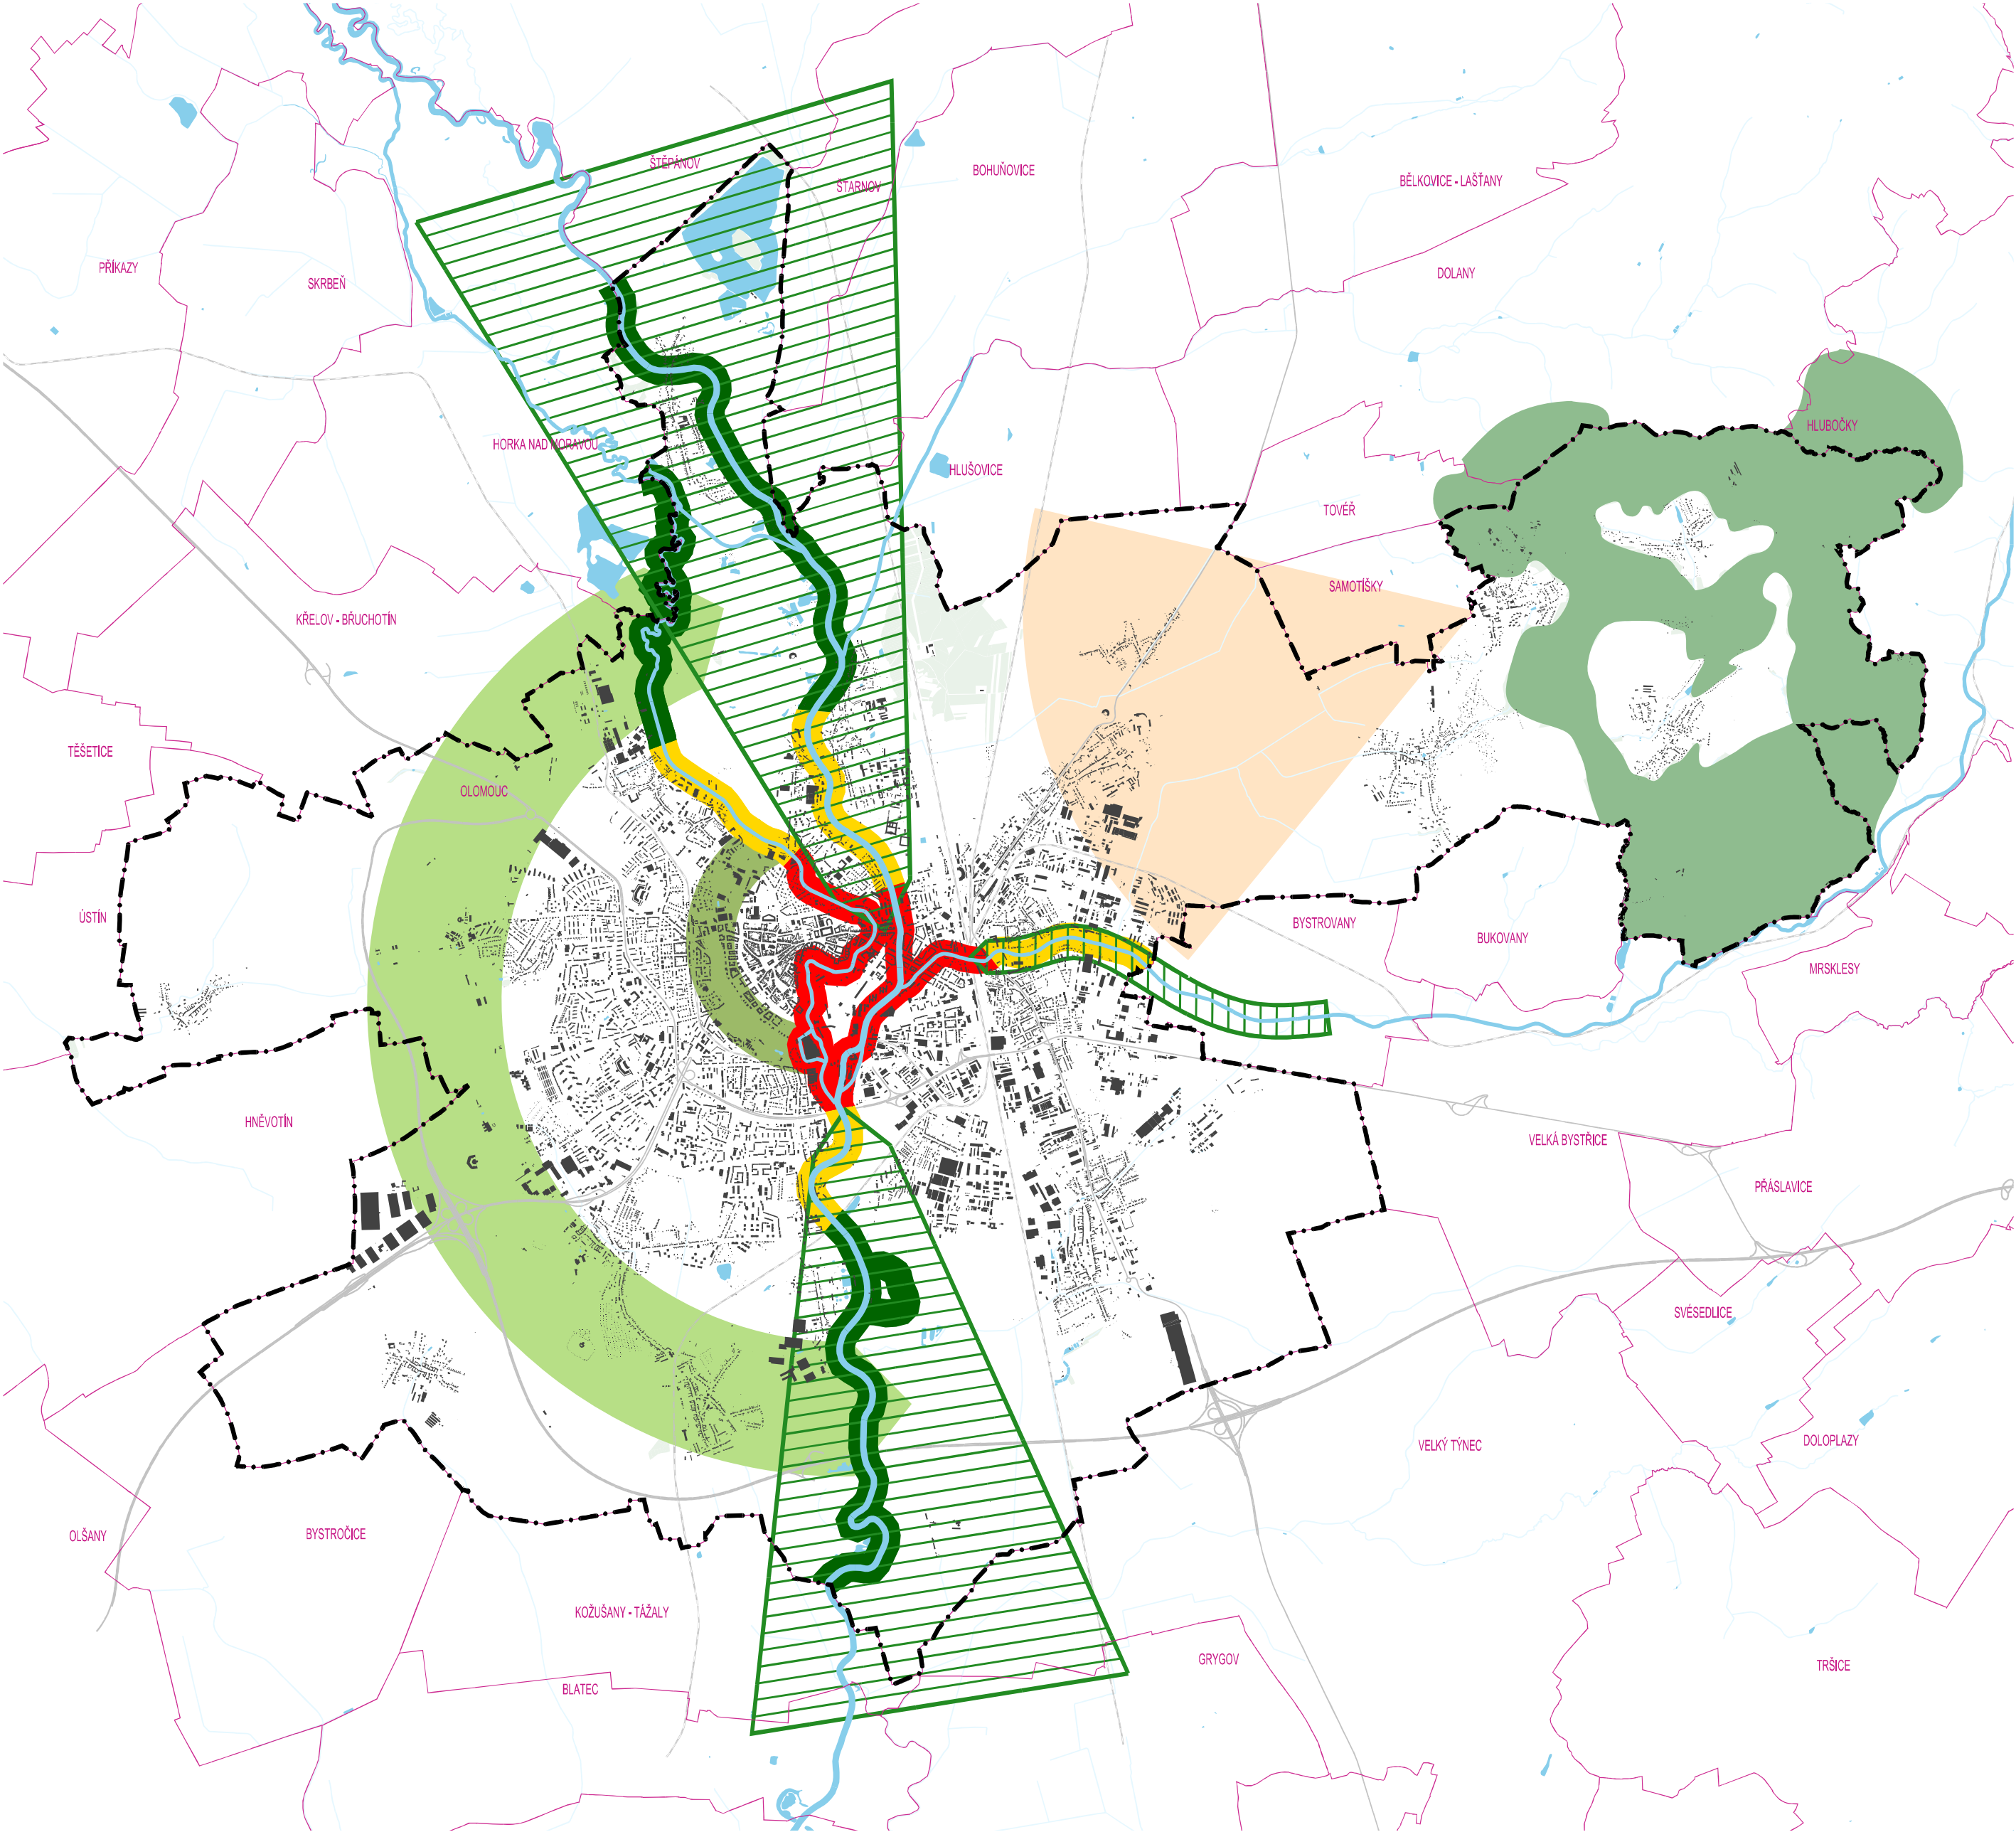 ŠTĚPÁNOV
ŠTARNOV
BOHUŇOVICE
BĚLKOVICE - LAŠŤANY
PŘÍKAZY
SKRBEŇ
DOLANY
HLUBOČKY
HORKA NAD MORAVOU
HLUŠOVICE
TOVÉŘ
SAMOTÍŠKY
KŘELOV - BŘUCHOTÍN
TĚŠETICE
OLOMOUC
ÚSTÍN
BYSTROVANY
BUKOVANY
MRSKLESY
HNĚVOTÍN
VELKÁ BYSTŘICE
PŘÁSLAVICE
SVÉSEDLICE
VELKÝ TÝNEC
DOLOPLAZY
OLŠANY
BYSTROČICE
KOŽUŠANY - TÁŽALY
GRYGOV
TRŠICE
BLATEC